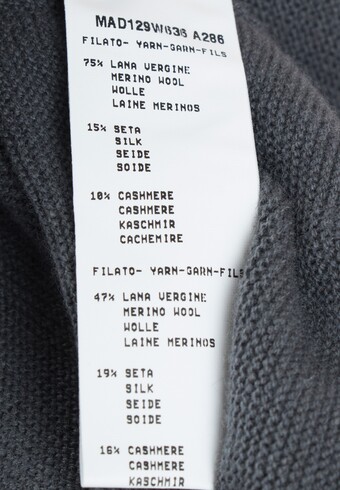 MAD129W636 A286
FILATO- YARN-GARN-FILS
75% LANA VERGINE
MERINO WOOL
WOLLE
LAINE MERINOS
15% SETA
SILK
SEIDE
SOIDE
10% CASHMERE
CASHMERE
KASCHMIR
CACHEMIRE
FILATO- YARN-GARN-FILS
47% LANA VERGINE
MERINO WOOL
WOLLE
LAINE MERINOS
19% SETA
SILK
SEIDE
SOIDE
16% CASHMERE
CASHMERE
KASCHMIR